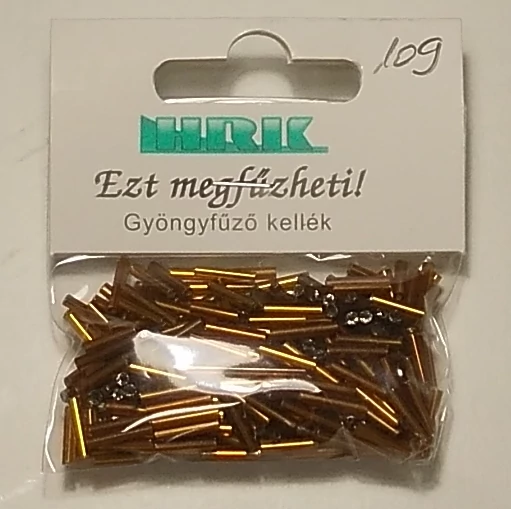 10g
HRK
Ezt megfűzheti!
Gyöngyfűző kellék